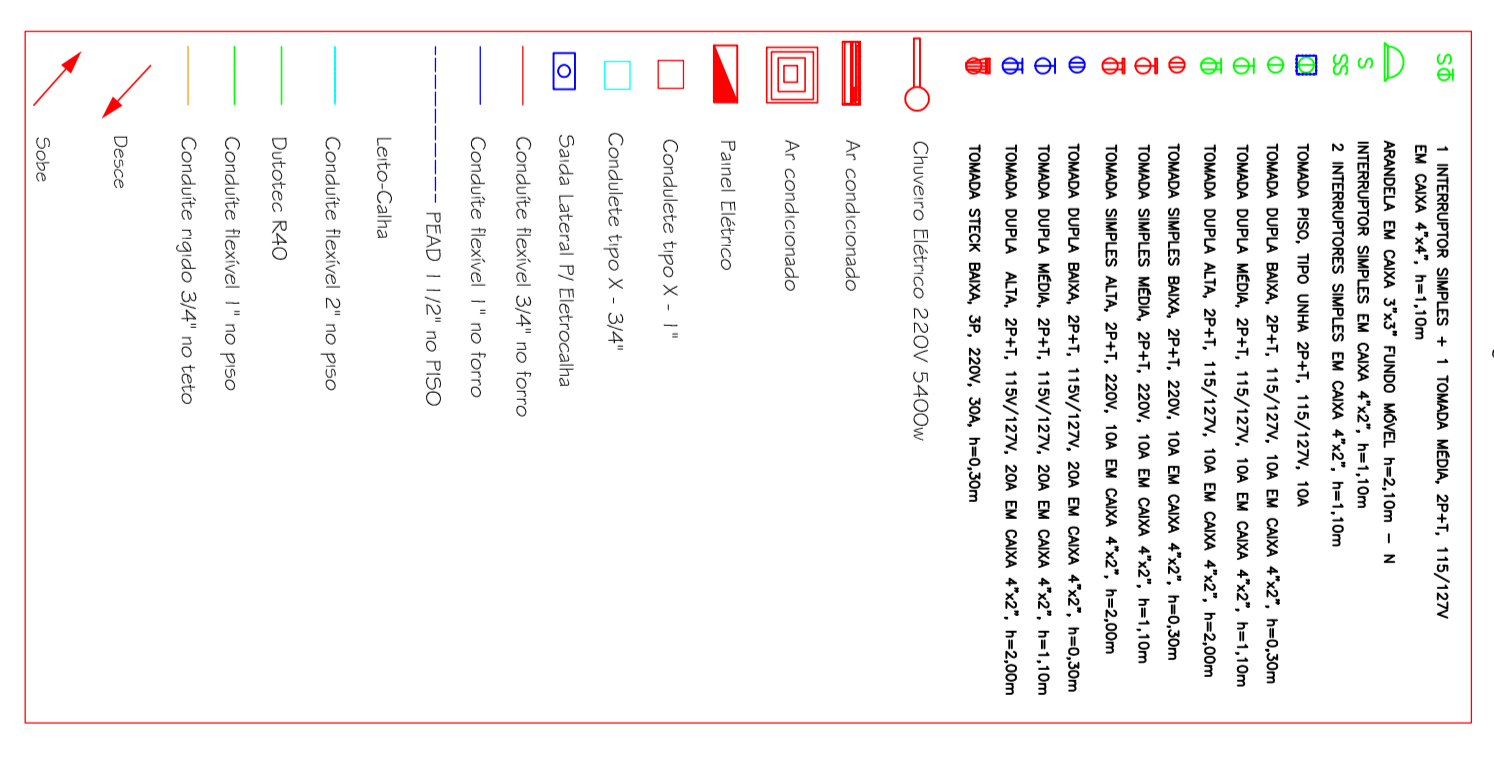 1 INTERRUPTOR SIMPLES + 1 TOMADA MÉDIA, 2P+T, 115/127V
EM CAIXA 4"x4", h=1,10m
ARANDELA EM CAIXA 3"x3" FUNDO MÓVEL h=2,10m – N
S INTERRUPTOR SIMPLES EM CAIXA 4"x2", h=1,10m
SS 2 INTERRUPTORES SIMPLES EM CAIXA 4"x2", h=1,10m
TOMADA PISO, TIPO UNHA 2P+T, 115/127V, 10A
TOMADA DUPLA BAIXA, 2P+T, 115/127V, 10A EM CAIXA 4"x2", h=0,30m
TOMADA DUPLA MÉDIA, 2P+T, 115/127V, 10A EM CAIXA 4"x2", h=1,10m
TOMADA DUPLA ALTA, 2P+T, 115/127V, 10A EM CAIXA 4"x2", h=2,00m
TOMADA SIMPLES BAIXA, 2P+T, 220V, 10A EM CAIXA 4"x2", h=0,30m
TOMADA SIMPLES MÉDIA, 2P+T, 220V, 10A EM CAIXA 4"x2", h=1,10m
TOMADA SIMPLES ALTA, 2P+T, 220V, 10A EM CAIXA 4"x2", h=2,00m
TOMADA DUPLA BAIXA, 2P+T, 115V/127V, 20A EM CAIXA 4"x2", h=0,30m
TOMADA DUPLA MÉDIA, 2P+T, 115V/127V, 20A EM CAIXA 4"x2", h=1,10m
TOMADA DUPLA ALTA, 2P+T, 115V/127V, 20A EM CAIXA 4"x2", h=2,00m
TOMADA STECK BAIXA, 3P, 220V, 30A, h=0,30m
Chuveiro Elétrico 220V 5400w
Ar condicionado
Ar condicionado
Painel Elétrico
Condulete tipo X - 1"
Condulete tipo X - 3/4"
Saída Lateral P/ Eletrocalha
Conduíte flexível 3/4" no forro
Conduíte flexível 1" no forro
PEAD 1 1/2" no PISO
Leito-Calha
Conduíte flexível 2" no piso
Dutotec R40
Conduíte flexível 1" no piso
Conduíte rigido 3/4" no teto
Desce
Sobe